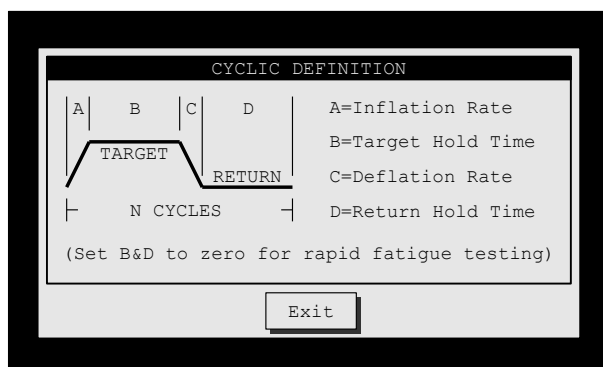 CYCLIC DEFINITION
A B C D A=Inflation Rate
TARGET B=Target Hold Time
RETURN C=Deflation Rate
N CYCLES D=Return Hold Time
(Set B&D to zero for rapid fatigue testing)
Exit